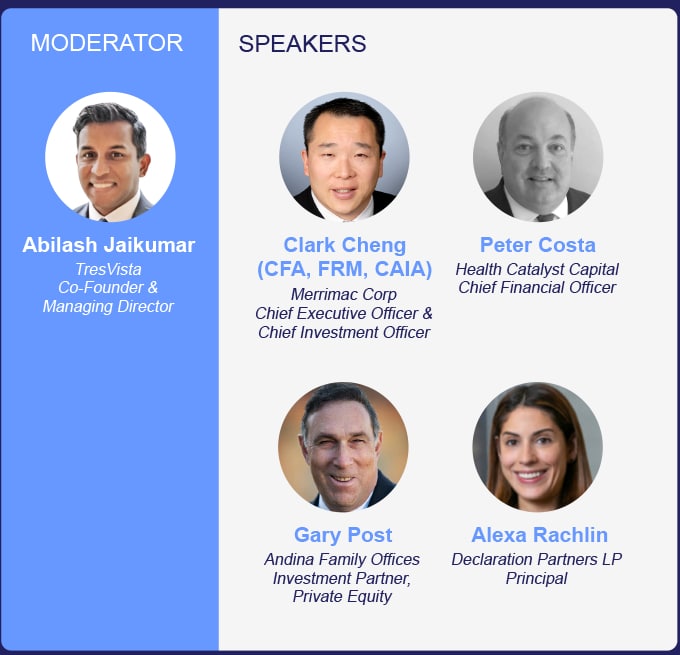 MODERATOR
SPEAKERS
Abilash Jaikumar
TresVista
Co-Founder &
Managing Director
Clark Cheng
(CFA, FRM, CAIA)
Merrimac Corp
Chief Executive Officer &
Chief Investment Officer
Peter Costa
Health Catalyst Capital
Chief Financial Officer
Gary Post
Andina Family Offices
Investment Partner,
Private Equity
Alexa Rachlin
Declaration Partners LP
Principal